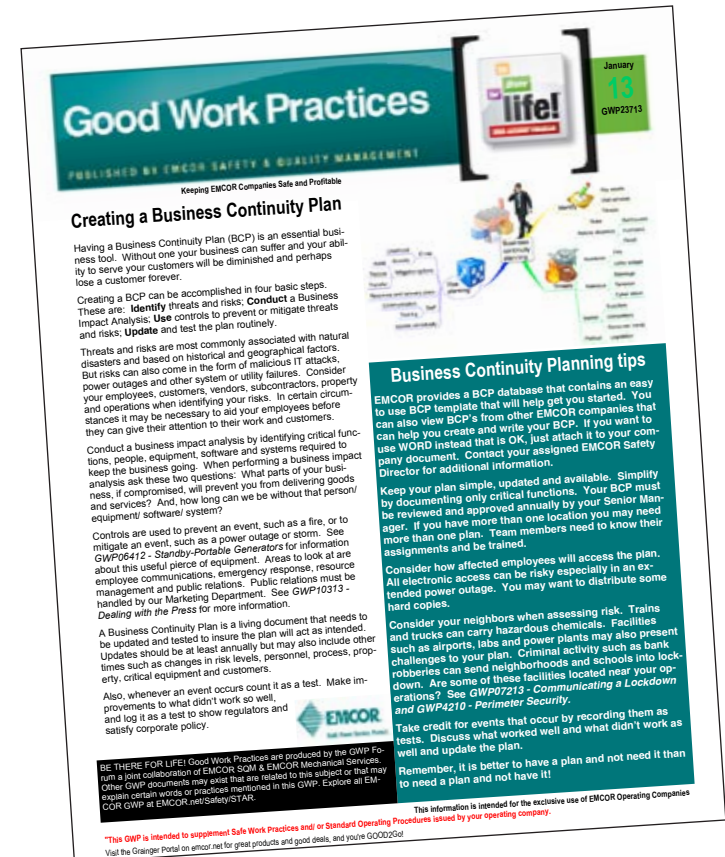 Good Work Practices
PUBLISHED BY EMCOR SAFETY & QUALITY MANAGEMENT
life!
January
13
GWP23713
Keeping EMCOR Companies Safe and Profitable
Creating a Business Continuity Plan
Having a Business Continuity Plan (BCP) is an essential busi-
ness tool. Without one your business can suffer and your abil-
ity to serve your customers will be diminished and perhaps
lose a customer forever.
Creating a BCP can be accomplished in four basic steps.
These are: Identify threats and risks; Conduct a Business
Impact Analysis; Use controls to prevent or mitigate threats
and risks; Update and test the plan routinely.
Threats and risks are most commonly associated with natural
disasters and based on historical and geographical factors.
But risks can also come in the form of malicious IT attacks,
power outages and other system or utility failures. Consider
your employees, customers, vendors, subcontractors, property
and operations when identifying your risks. In certain circum-
stances it may be necessary to aid your employees before
they can give their attention to their work and customers.
Conduct a business impact analysis by identifying critical func-
tions, people, equipment, software and systems required to
keep the business going. When performing a business impact
analysis ask these two questions: What parts of your busi-
ness, if compromised, will prevent you from delivering goods
and services? And, how long can we be without that person/
equipment/ software/ system?
Controls are used to prevent an event, such as a fire, or to
mitigate an event, such as a power outage or storm. See
GWP06412 - Standby-Portable Generators for information
about this useful pierce of equipment. Areas to look at are
employee communications, emergency response, resource
management and public relations. Public relations must be
handled by our Marketing Department. See GWP10313 -
Dealing with the Press for more information.
A Business Continuity Plan is a living document that needs to
be updated and tested to insure the plan will act as intended.
Updates should be at least annually but may also include other
times such as changes in risk levels, personnel, process, prop-
erty, critical equipment and customers.
Also, whenever an event occurs count it as a test. Make im-
provements to what didn't work so well,
and log it as a test to show regulators and
satisfy corporate policy.
EMCOR
BE THERE FOR LIFE! Good Work Practices are produced by the GWP Fo-
rum a joint collaboration of EMCOR SQM & EMCOR Mechanical Services.
Other GWP documents may exist that are related to this subject or that may
explain certain words or practices mentioned in this GWP. Explore all EM-
COR GWP at EMCOR.net/Safety/STAR.
Business
continuity
planning
Identify
Risk
planning
Business Continuity Planning tips
EMCOR provides a BCP database that contains an easy
to use BCP template that will help get you started. You
can also view BCP's from other EMCOR companies that
can help you create and write your BCP. If you want to
use WORD instead that is OK, just attach it to your com-
pany document. Contact your assigned EMCOR Safety
Director for additional information.
Keep your plan simple, updated and available. Simplify
by documenting only critical functions. Your BCP must
be reviewed and approved annually by your Senior Man-
ager. If you have more than one location you may need
more than one plan. Team members need to know their
assignments and be trained.
Consider how affected employees will access the plan.
All electronic access can be risky especially in an ex-
tended power outage. You may want to distribute some
hard copies.
Consider your neighbors when assessing risk. Trains
and trucks can carry hazardous chemicals. Facilities
such as airports, labs and power plants may also present
challenges to your plan. Criminal activity such as bank
robberies can send neighborhoods and schools into lock-
down. Are some of these facilities located near your op-
erations? See GWP07213 - Communicating a Lockdown
and GWP4210 - Perimeter Security.
Take credit for events that occur by recording them as
tests. Discuss what worked well and what didn't work as
well and update the plan.
Remember, it is better to have a plan and not need it than
to need a plan and not have it!
This information is intended for the exclusive use of EMCOR Operating Companies
"This GWP is intended to supplement Safe Work Practices and/ or Standard Operating Procedures issued by your operating company.
Visit the Grainger Portal on emcor.net for great products and good deals, and you're GOOD2Go!